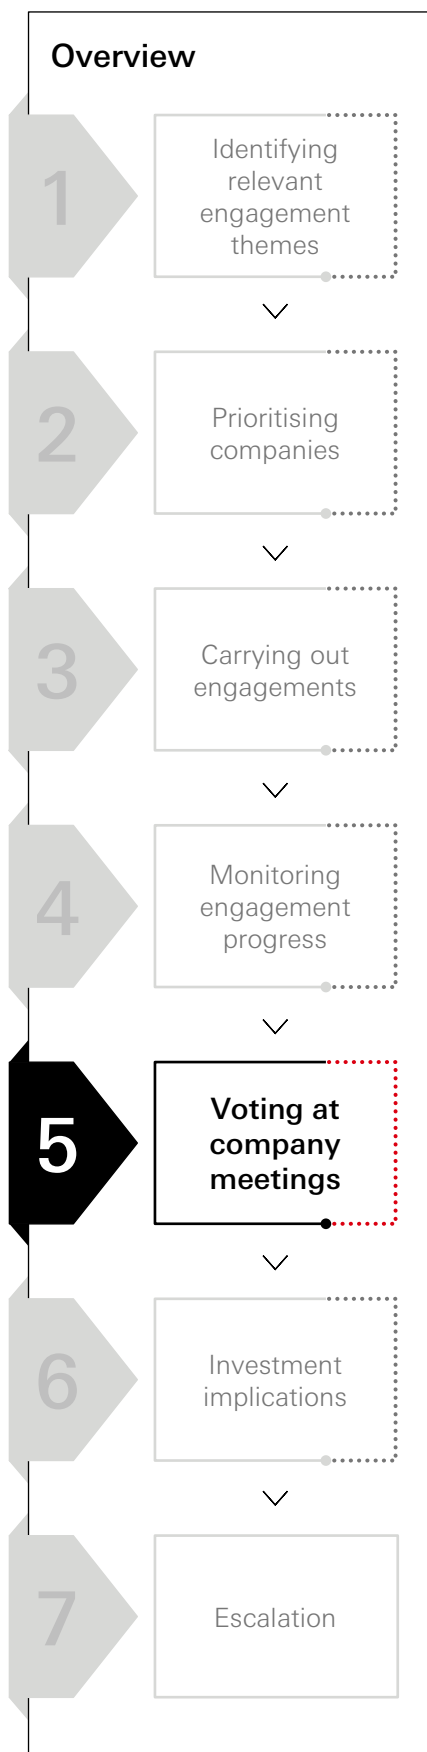 Overview
1
Identifying
relevant
engagement
themes
2
Prioritising
companies
3
Carrying out
engagements
4
Monitoring
engagement
progress
5
Voting at
company
meetings
6
Investment
implications
7
Escalation